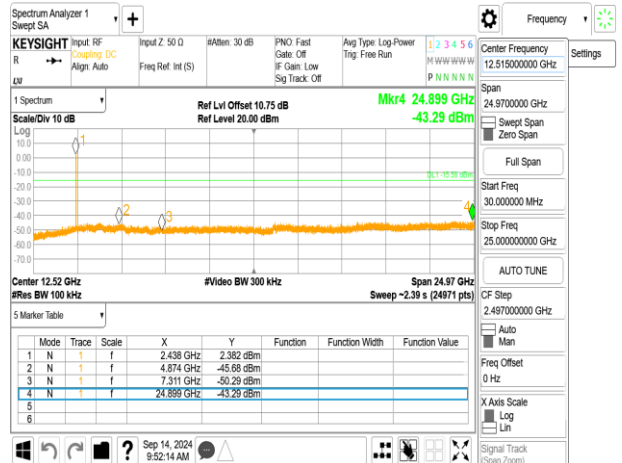 Spectrum Analyzer 1
Swept SA
Frequency
KEYSIGHT
R
LXI
Input: RF
Coupling: DC
Align: Auto
Input Z: 50 Ω
Freq Ref: Int (S)
#Atten: 30 dB
PNO: Fast
Gate: Off
IF Gain: Low
Sig Track: Off
Avg Type: Log-Power
Trig: Free Run
1 2 3 4 5 6
M W W W W W
P N N N N N
1 Spectrum
Scale/Div 10 dB
Ref Lvl Offset 10.75 dB
Ref Level 20.00 dBm
Mkr4 24.899 GHz
-43.29 dBm
Log
10.0
0.00
-10.0
-20.0
-30.0
-40.0
-50.0
-60.0
-70.0
1
2
3
4
Center 12.52 GHz
#Res BW 100 kHz
#Video BW 300 kHz
Span 24.97 GHz
Sweep ~2.39 s (24971 pts)
5 Marker Table
Mode Trace Scale X Y Function Function Width Function Value
1 N 1 f 2.438 GHz 2.382 dBm
2 N 1 f 4.874 GHz -45.68 dBm
3 N 1 f 7.311 GHz -50.29 dBm
4 N 1 f 24.899 GHz -43.29 dBm
5
6
?
Sep 14, 2024
9:52:14 AM
Center Frequency
12.515000000 GHz
Settings
Span
24.9700000 GHz
Swept Span
Zero Span
Full Span
Start Freq
30.000000 MHz
Stop Freq
25.000000000 GHz
AUTO TUNE
CF Step
2.497000000 GHz
Auto
Man
Freq Offset
0 Hz
X Axis Scale
Log
Lin
Signal Track
(Span Zoom)